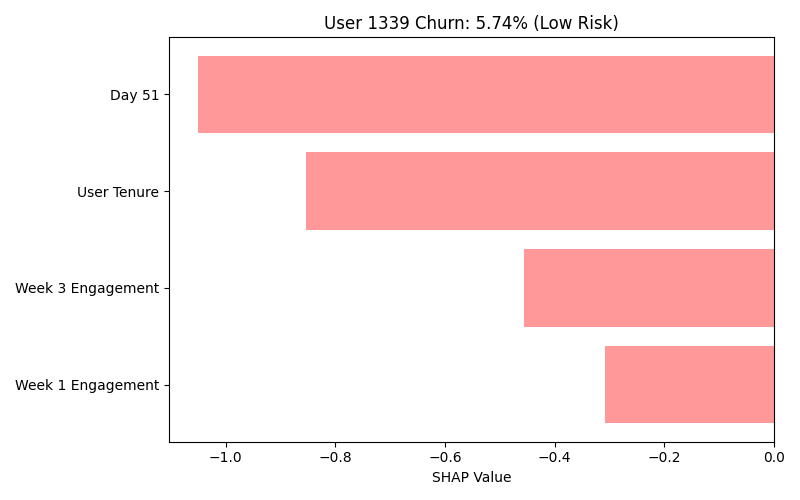 User 1339 Churn: 5.74% (Low Risk)
Day 51
User Tenure
Week 3 Engagement
Week 1 Engagement
−1.0 −0.8 −0.6 −0.4 −0.2 0.0
SHAP Value